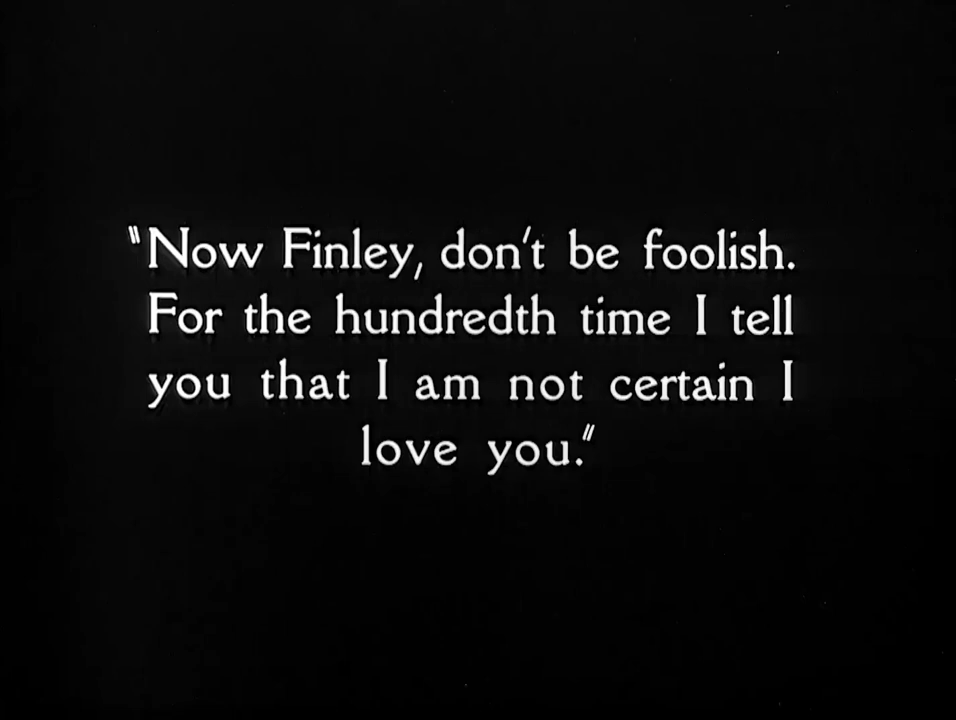 "Now Finley, don't be foolish.
For the hundredth time I tell
you that I am not certain I
love you."